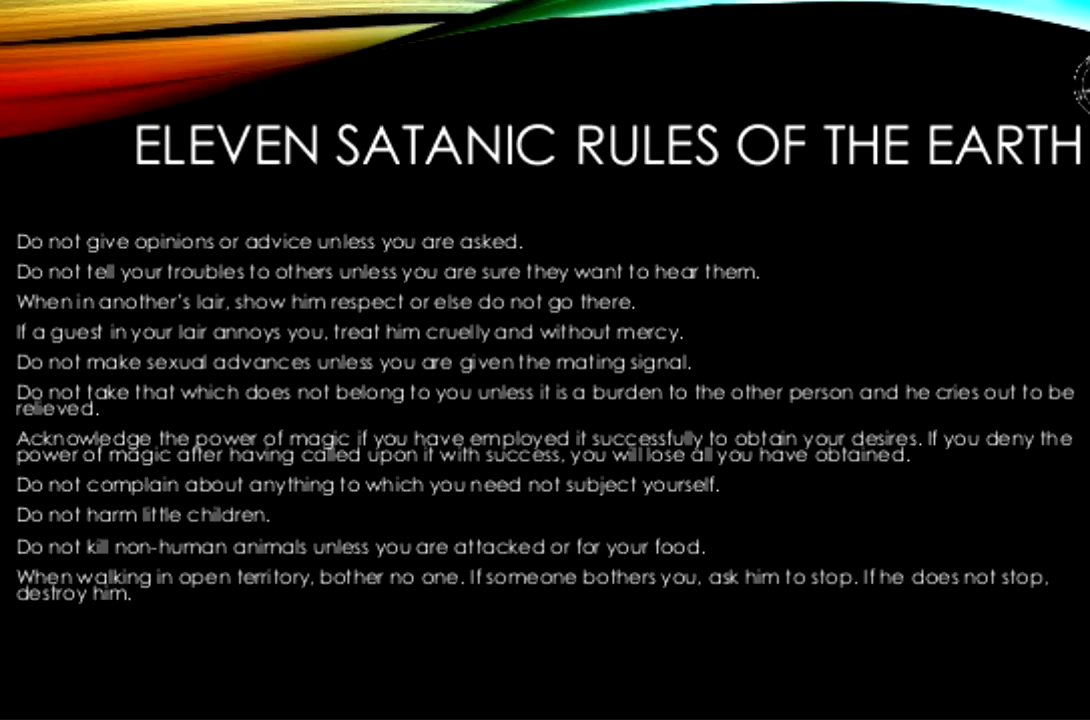 ELEVEN SATANIC RULES OF THE EARTH
Do not give opinions or advice unless you are asked.
Do not tell your troubles to others unless you are sure they want to hear them.
When in another's lair, show him respect or else do not go there.
If a guest in your lair annoys you, treat him cruelly and without mercy.
Do not make sexual advances unless you are given the mating signal.
Do not take that which does not belong to you unless it is a burden to the other person and he cries out to be
relieved.
Acknowledge the power of magic if you have employed it successfully to obtain your desires. If you deny the
power of magic after having called upon it with success, you will lose all you have obtained.
Do not complain about anything to which you need not subject yourself.
Do not harm little children.
Do not kill non-human animals unless you are attacked or for your food.
When walking in open territory, bother no one. If someone bothers you, ask him to stop. If he does not stop,
destroy him.